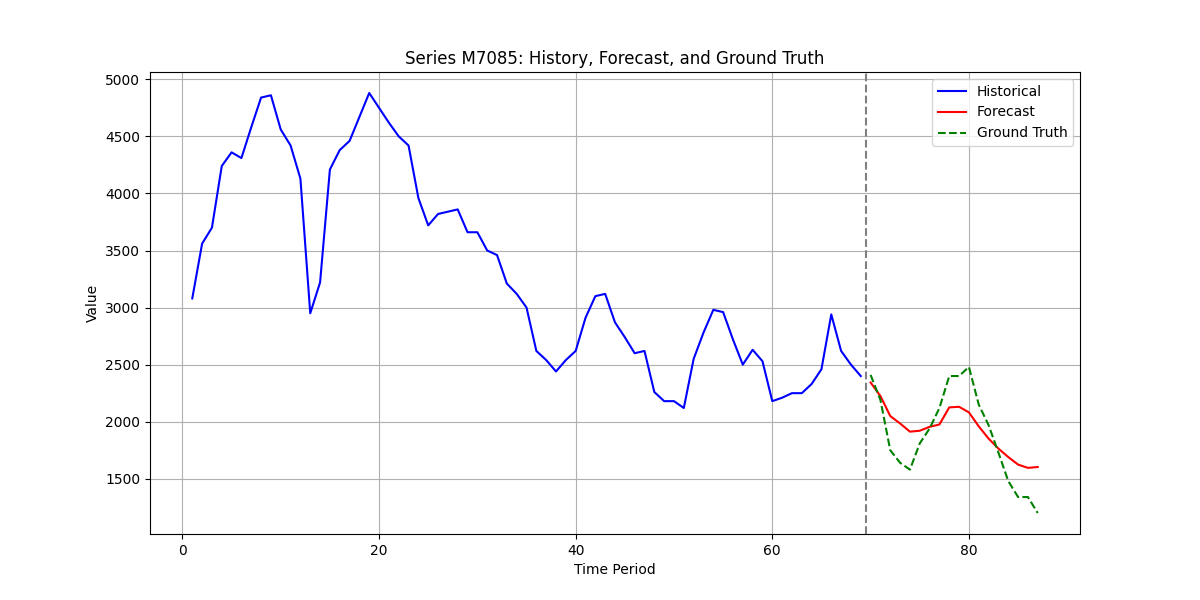 Series M7085: History, Forecast, and Ground Truth
Historical
Forecast
Ground Truth
5000
4500
4000
3500
3000
2500
2000
1500
Value
0 20 40 60 80
Time Period